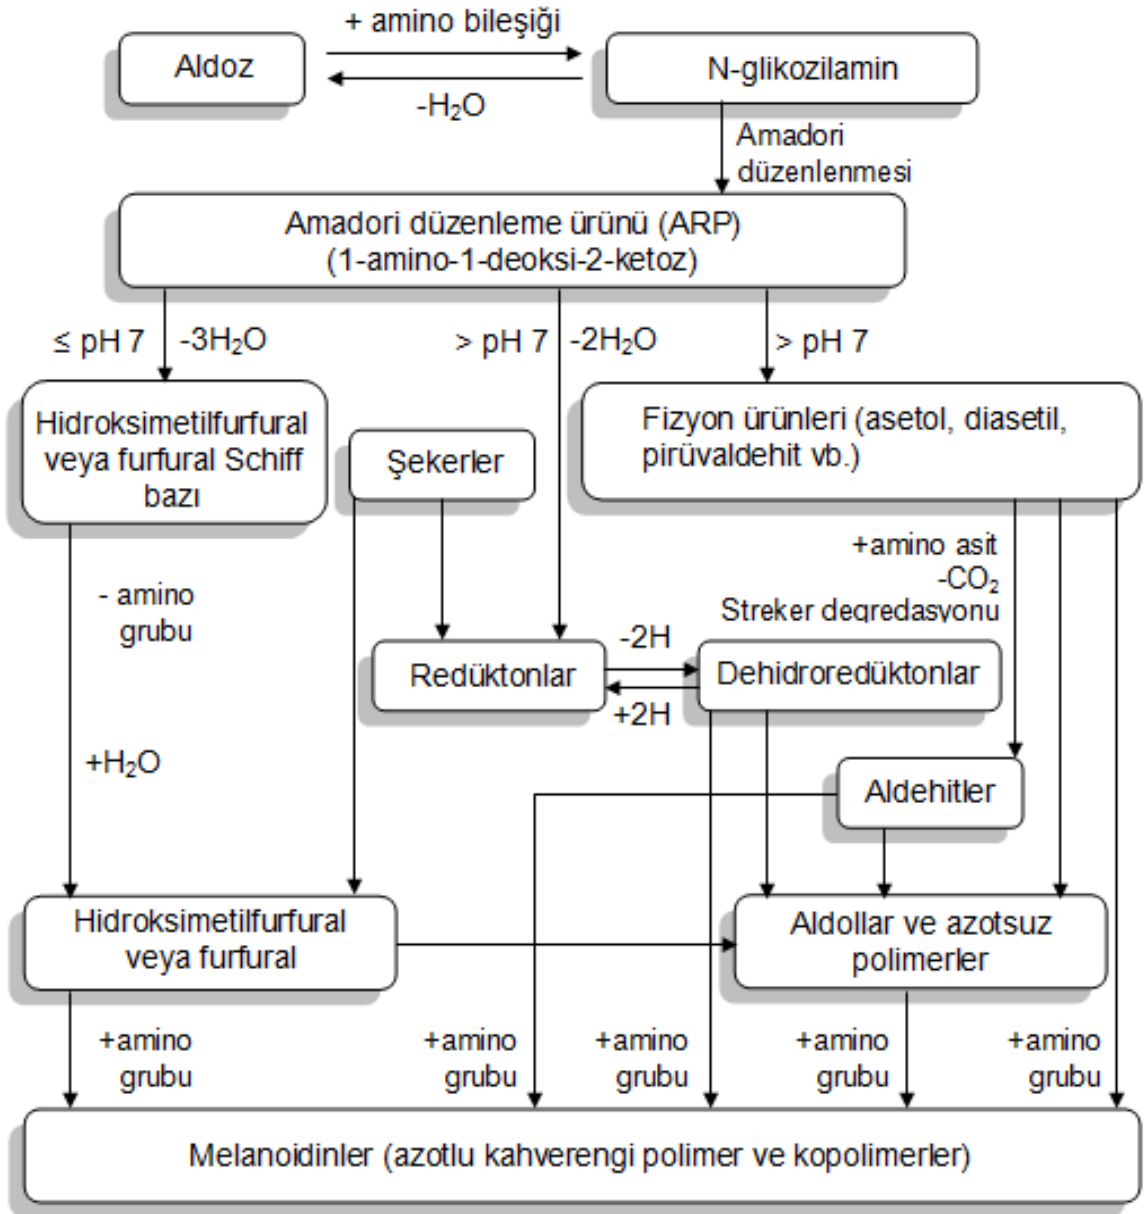 + amino bileşiği
Aldoz
N-glikozilamin
-H₂O
Amadori
düzenlenmesi
Amadori düzenleme ürünü (ARP)
(1-amino-1-deoksi-2-ketoz)
≤ pH 7
-3H₂O
> pH 7
-2H₂O
> pH 7
Hidroksimetilfurfural
veya furfural Schiff
bazı
Şekerler
Fizyon ürünleri (asetol, diasetil,
pirüvaldehit vb.)
- amino
grubu
+amino asit
-CO₂
Streker degredasyonu
Redüktonlar
-2H
+2H
Dehidroredüktonlar
+H₂O
Aldehitler
Hidroksimetilfurfural
veya furfural
Aldollar ve azotsuz
polimerler
+amino
grubu
+amino
grubu
+amino
grubu
+amino
grubu
+amino
grubu
Melanoidinler (azotlu kahverengi polimer ve kopolimerler)